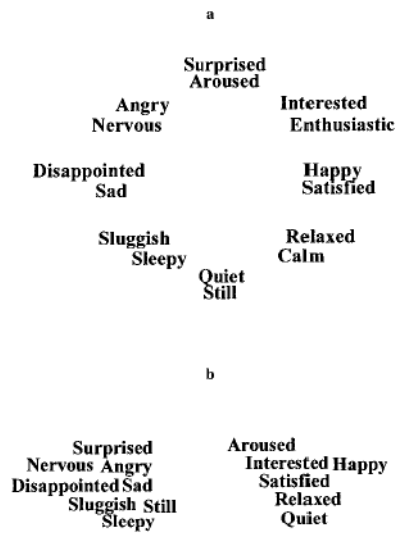 a
Surprised
Aroused
Angry
Interested
Nervous
Enthusiastic
Disappointed
Happy
Sad
Satisfied
Sluggish
Relaxed
Sleepy
Calm
Quiet
Still
b
Surprised
Aroused
Nervous Angry
Interested Happy
Disappointed Sad
Satisfied
Sluggish Still
Relaxed
Sleepy
Quiet